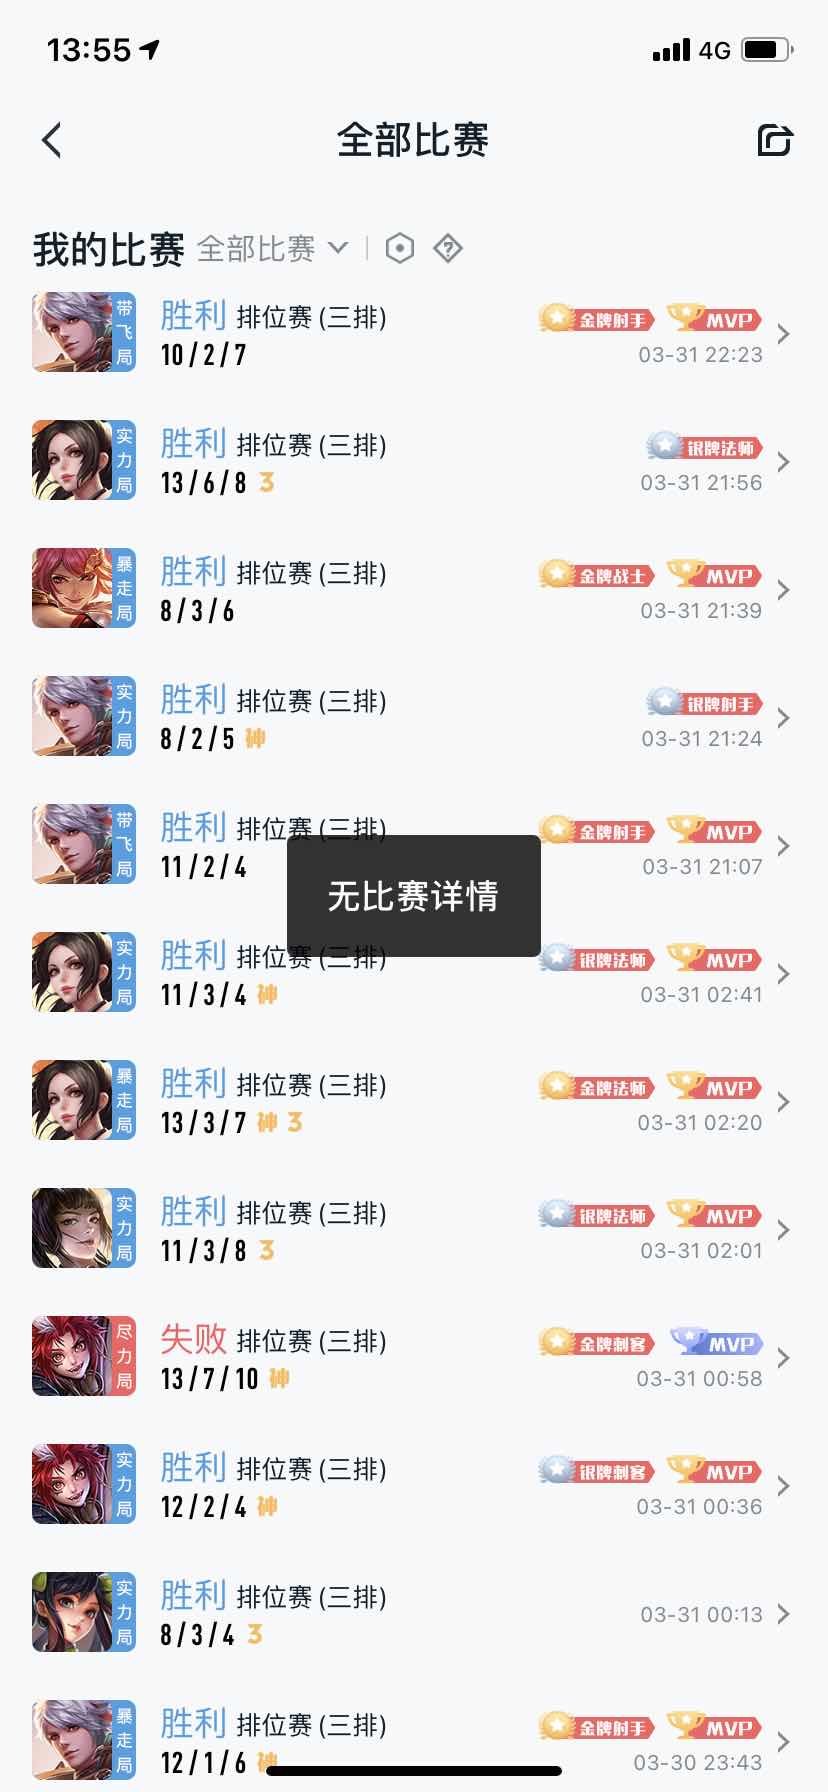 13:55 4G
全部比赛
我的比赛 全部比赛
带飞局 胜利 排位赛 (三排) 金牌射手 MVP
10/2/7 03-31 22:23
实力局 胜利 排位赛 (三排) 银牌法师
13/6/8 3 03-31 21:56
暴走局 胜利 排位赛 (三排) 金牌战士 MVP
8/3/6 03-31 21:39
实力局 胜利 排位赛 (三排) 银牌射手
8/2/5 神 03-31 21:24
带飞局 胜利 排位赛 (三排) 金牌射手 MVP
11/2/4 03-31 21:07
无比赛详情
实力局 胜利 排位赛 (三排) 银牌法师 MVP
11/3/4 神 03-31 02:41
暴走局 胜利 排位赛 (三排) 金牌法师 MVP
13/3/7 神 3 03-31 02:20
实力局 胜利 排位赛 (三排) 银牌法师 MVP
11/3/8 3 03-31 02:01
尽力局 失败 排位赛 (三排) 金牌刺客 MVP
13/7/10 神 03-31 00:58
实力局 胜利 排位赛 (三排) 银牌刺客 MVP
12/2/4 神 03-31 00:36
实力局 胜利 排位赛 (三排)
8/3/4 3 03-31 00:13
暴走局 胜利 排位赛 (三排) 金牌射手 MVP
12/1/6 神 03-30 23:43